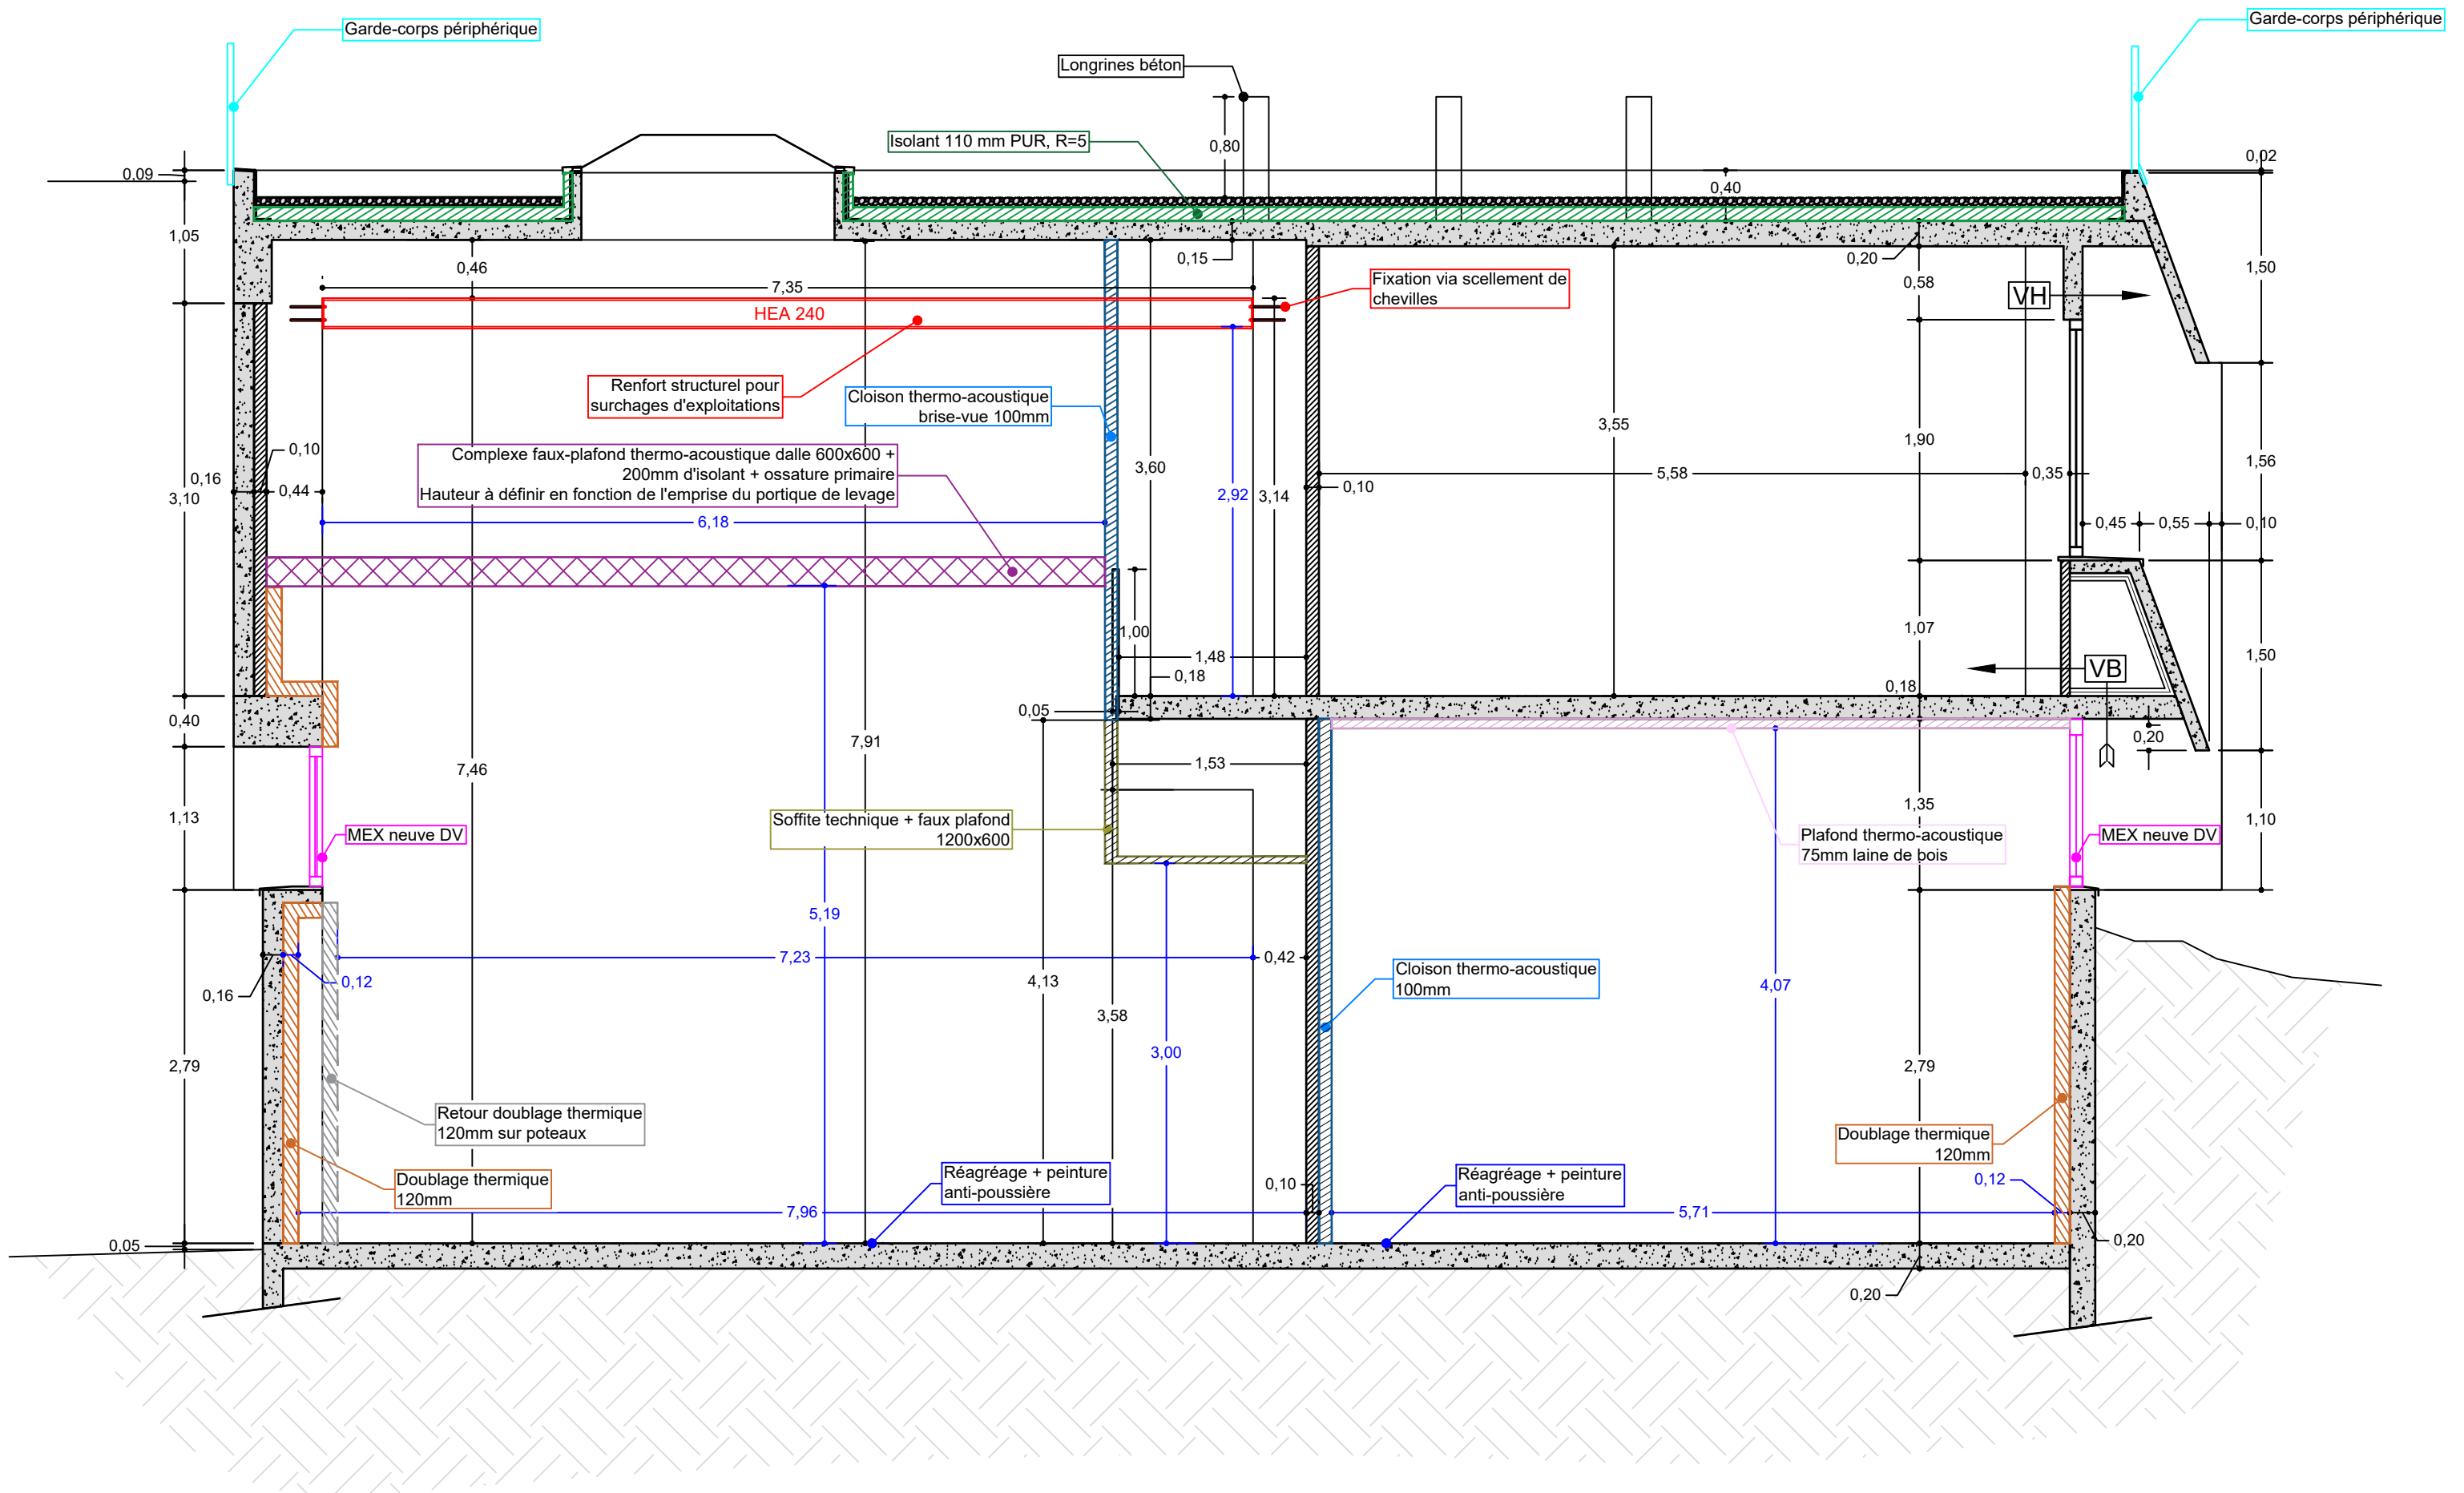 Garde-corps périphérique
Garde-corps périphérique
Longrines béton
Isolant 110 mm PUR, R=5
0,80
0,02
0,09
0,40
1,05
0,46
0,15
0,20
0,58
1,50
7,35
Fixation via scellement de
chevilles
VH
HEA 240
Renfort structurel pour
surchages d'exploitations
Cloison thermo-acoustique
brise-vue 100mm
3,55
1,90
0,10
Complexe faux-plafond thermo-acoustique dalle 600x600 +
200mm d'isolant + ossature primaire
Hauteur à définir en fonction de l'emprise du portique de levage
3,60
1,56
0,16
3,10
0,44
2,92
3,14
0,10
5,58
0,35
6,18
0,45
0,55
0,10
1,00
1,07
1,48
1,50
0,18
VB
0,18
0,05
0,40
7,91
0,20
7,46
1,53
1,13
MEX neuve DV
Soffite technique + faux plafond
1200x600
1,35
Plafond thermo-acoustique
75mm laine de bois
MEX neuve DV
1,10
5,19
7,23
0,42
Cloison thermo-acoustique
100mm
0,12
0,16
4,13
4,07
3,58
3,00
2,79
2,79
Retour doublage thermique
120mm sur poteaux
Doublage thermique
120mm
Doublage thermique
120mm
Réagréage + peinture
anti-poussière
Réagréage + peinture
anti-poussière
0,10
0,12
7,96
5,71
0,05
0,20
0,20